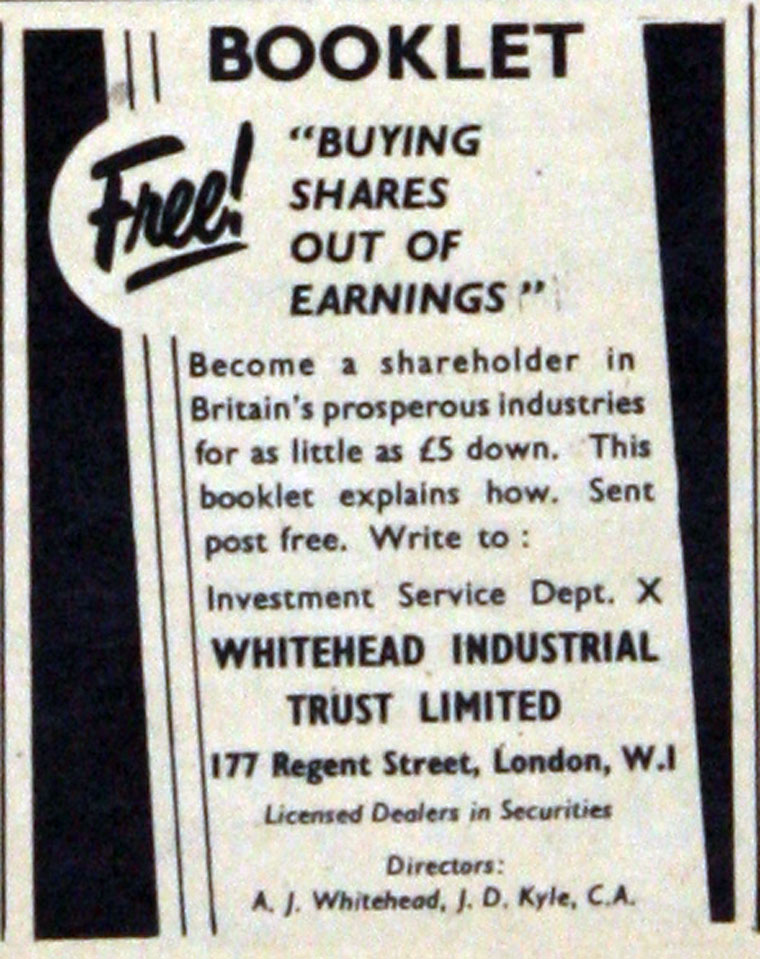 BOOKLET
Free!
"BUYING
SHARES
OUT OF
EARNINGS"
Become a shareholder in
Britain's prosperous industries
for as little as £5 down. This
booklet explains how. Sent
post free. Write to :
Investment Service Dept. X
WHITEHEAD INDUSTRIAL
TRUST LIMITED
177 Regent Street, London, W.1
Licensed Dealers in Securities
Directors:
A. J. Whitehead, J. D. Kyle, C.A.